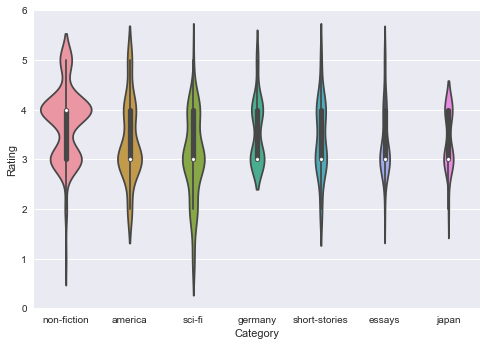 6
5
4
3
2
1
0
Rating
non-fiction america sci-fi germany short-stories essays japan
Category